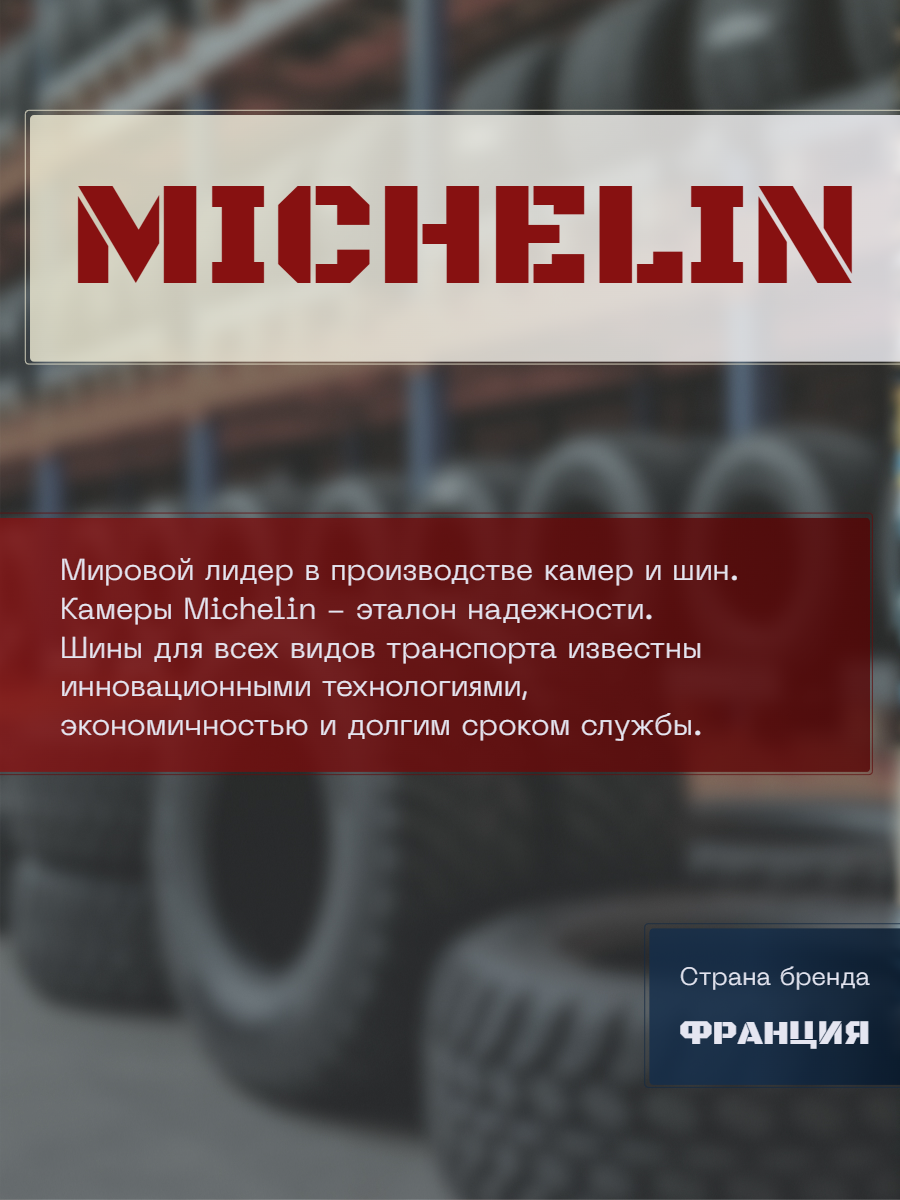 MICHELIN
Мировой лидер в производстве камер и шин.
Камеры Michelin – эталон надежности.
Шины для всех видов транспорта известны
инновационными технологиями,
экономичностью и долгим сроком службы.
Страна бренда
ФРАНЦИЯ